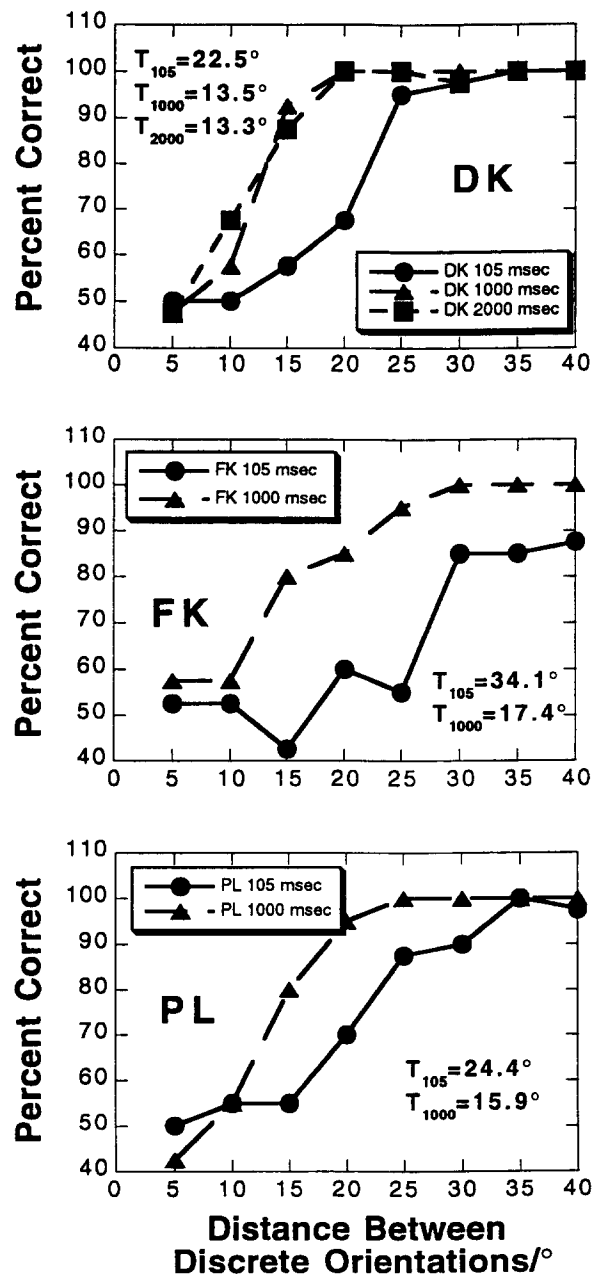 110
100
90
80
70
60
50
40
Percent Correct
T105=22.5°
T1000=13.5°
T2000=13.3°
DK
DK 105 msec
DK 1000 msec
DK 2000 msec
0 5 10 15 20 25 30 35 40
110
100
90
80
70
60
50
40
Percent Correct
FK 105 msec
FK 1000 msec
FK
T105=34.1°
T1000=17.4°
0 5 10 15 20 25 30 35 40
110
100
90
80
70
60
50
40
Percent Correct
PL 105 msec
PL 1000 msec
PL
T105=24.4°
T1000=15.9°
0 5 10 15 20 25 30 35 40
Distance Between
Discrete Orientations/°